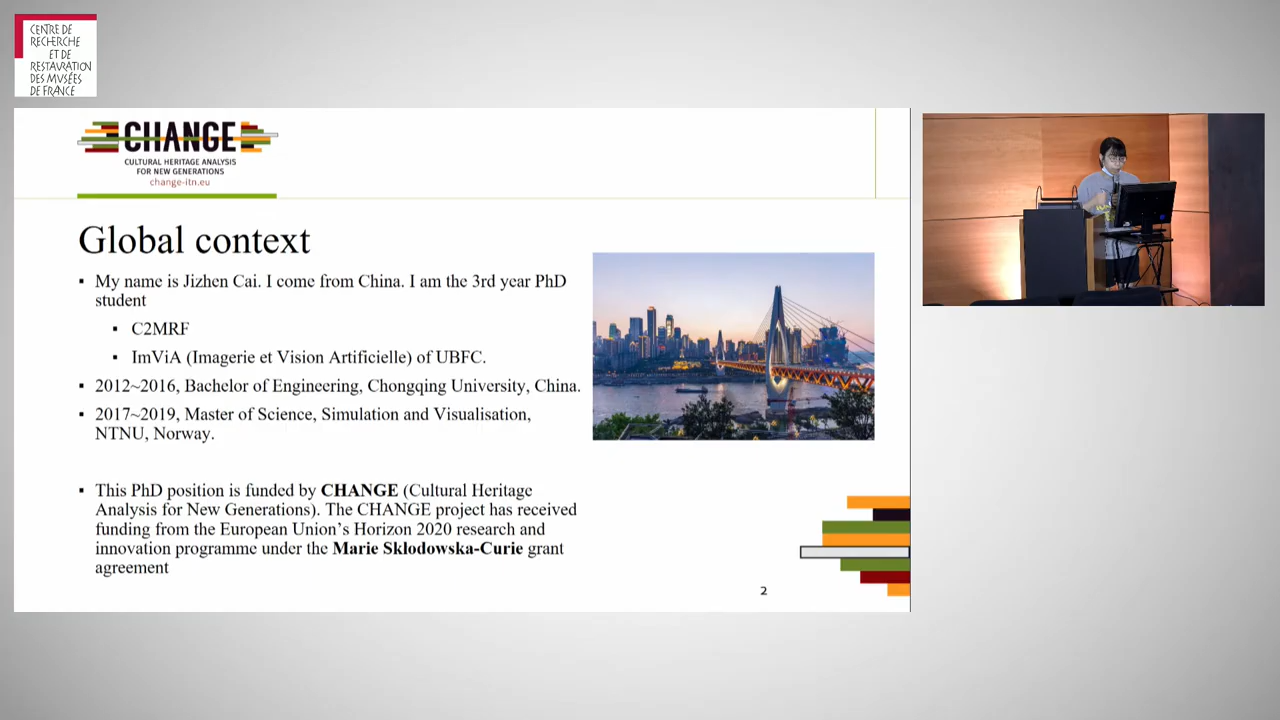 CENTRE DE
RECHERCHE
ET DE
RESTAURATION
DES MUSÉES
DE FRANCE
CHANGE
CULTURAL HERITAGE ANALYSIS
FOR NEW GENERATIONS
change-itn.eu
Global context
▪ My name is Jizhen Cai. I come from China. I am the 3rd year PhD
student
▪ C2MRF
▪ ImViA (Imagerie et Vision Artificielle) of UBFC.
▪ 2012~2016, Bachelor of Engineering, Chongqing University, China.
▪ 2017~2019, Master of Science, Simulation and Visualisation,
NTNU, Norway.
▪ This PhD position is funded by CHANGE (Cultural Heritage
Analysis for New Generations). The CHANGE project has received
funding from the European Union’s Horizon 2020 research and
innovation programme under the Marie Sklodowska-Curie grant
agreement
2